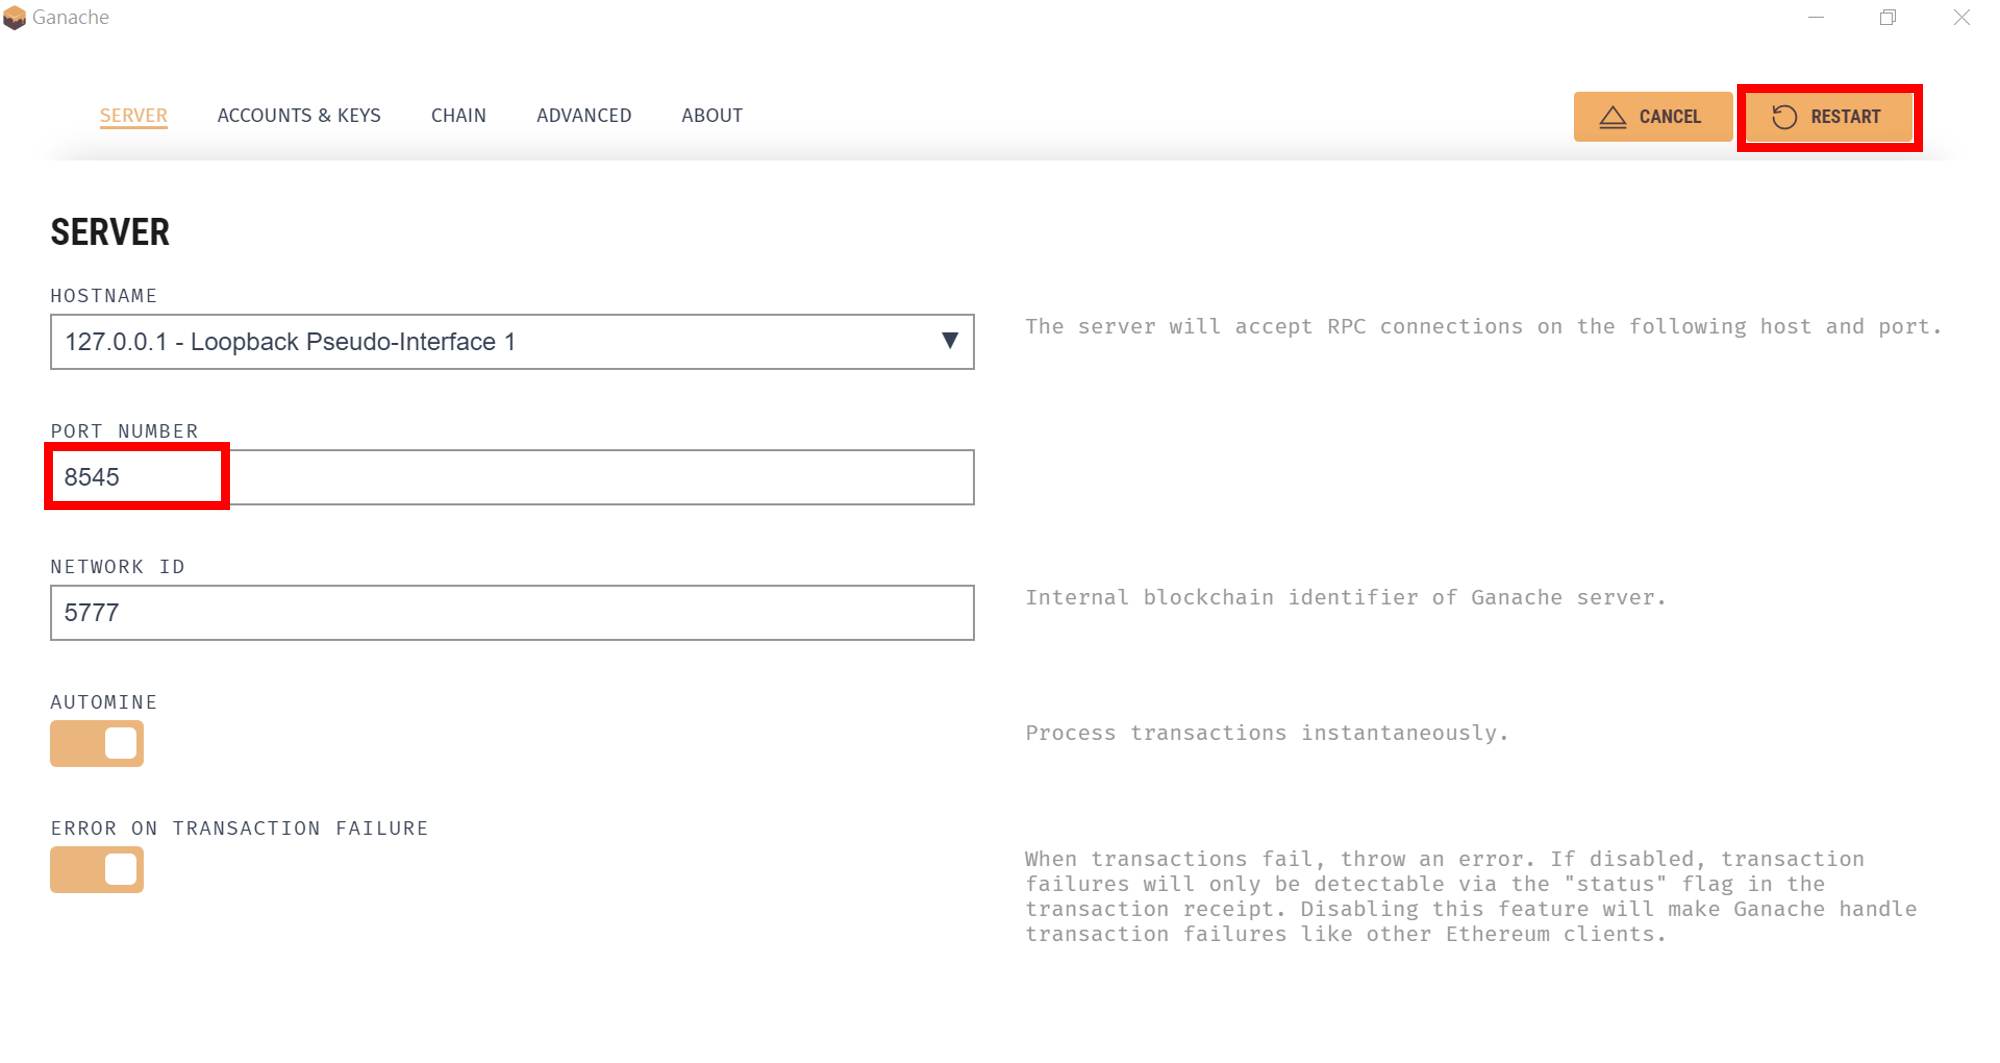 Ganache
SERVER ACCOUNTS & KEYS CHAIN ADVANCED ABOUT CANCEL RESTART
SERVER
HOSTNAME
127.0.0.1 - Loopback Pseudo-Interface 1
The server will accept RPC connections on the following host and port.
PORT NUMBER
8545
NETWORK ID
5777
Internal blockchain identifier of Ganache server.
AUTOMINE
Process transactions instantaneously.
ERROR ON TRANSACTION FAILURE
When transactions fail, throw an error. If disabled, transaction
failures will only be detectable via the "status" flag in the
transaction receipt. Disabling this feature will make Ganache handle
transaction failures like other Ethereum clients.